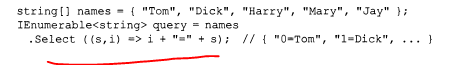 string[] names = { "Tom", "Dick", "Harry", "Mary", "Jay" };
IEnumerable<string> query = names
.Select ((s,i) => i + "=" + s); // { "0=Tom", "1=Dick", ... }